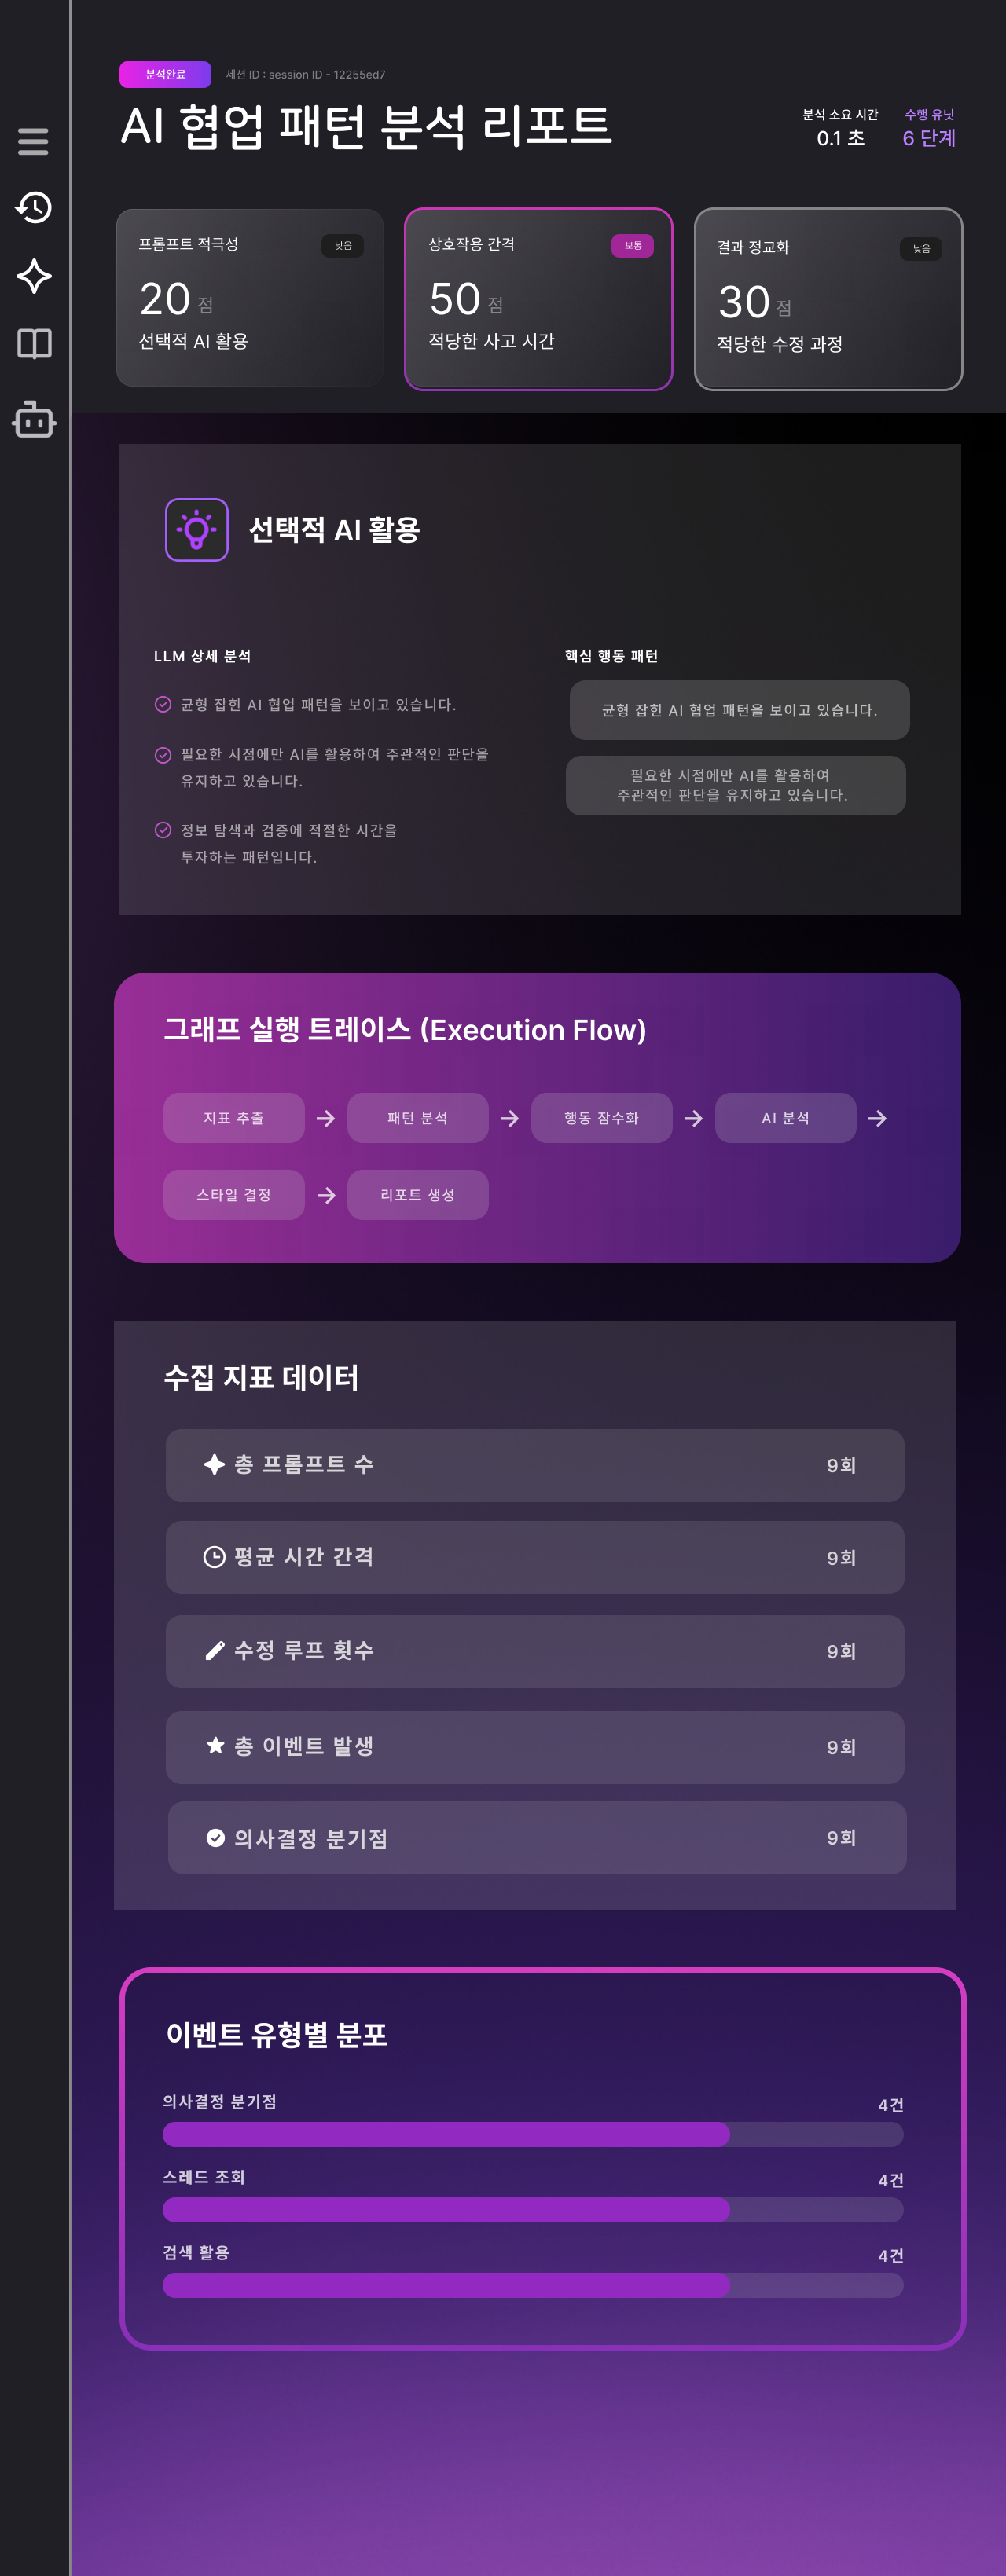 분석완료
세션 ID : session ID - 12255ed7
AI 협업 패턴 분석 리포트
분석 소요 시간
0.1 초
수행 유닛
6 단계
프롬프트 적극성
낮음
20 점
선택적 AI 활용
상호작용 간격
보통
50 점
적당한 사고 시간
결과 정교화
낮음
30 점
적당한 수정 과정
선택적 AI 활용
LLM 상세 분석
균형 잡힌 AI 협업 패턴을 보이고 있습니다.
필요한 시점에만 AI를 활용하여 주관적인 판단을
유지하고 있습니다.
정보 탐색과 검증에 적절한 시간을
투자하는 패턴입니다.
핵심 행동 패턴
균형 잡힌 AI 협업 패턴을 보이고 있습니다.
필요한 시점에만 AI를 활용하여
주관적인 판단을 유지하고 있습니다.
그래프 실행 트레이스 (Execution Flow)
지표 추출
패턴 분석
행동 잠수화
AI 분석
스타일 결정
리포트 생성
수집 지표 데이터
총 프롬프트 수
9회
평균 시간 간격
9회
수정 루프 횟수
9회
총 이벤트 발생
9회
의사결정 분기점
9회
이벤트 유형별 분포
의사결정 분기점
4건
스레드 조회
4건
검색 활용
4건